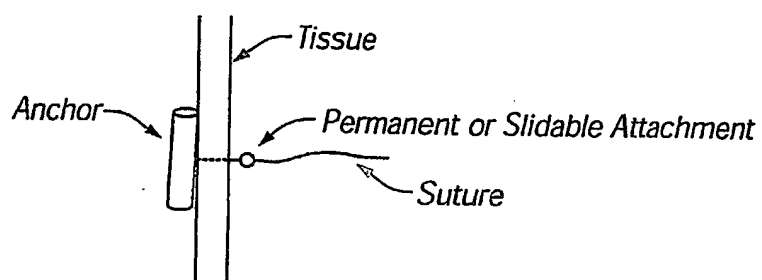 Tissue
Anchor
Permanent or Slidable Attachment
Suture